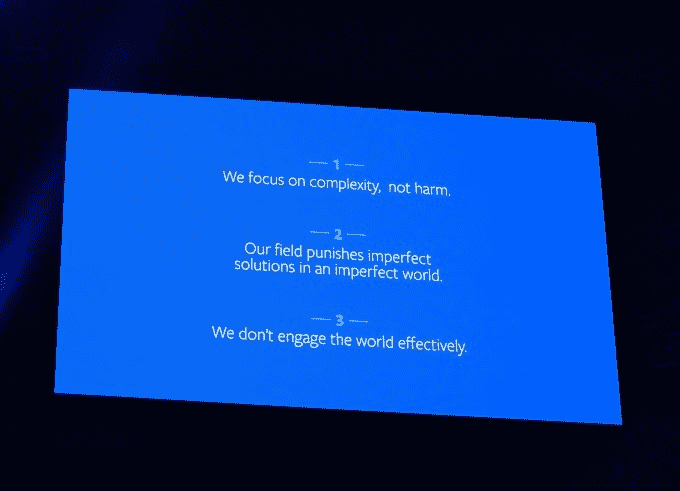 1
We focus on complexity, not harm.
2
Our field punishes imperfect
solutions in an imperfect world.
3
We don't engage the world effectively.